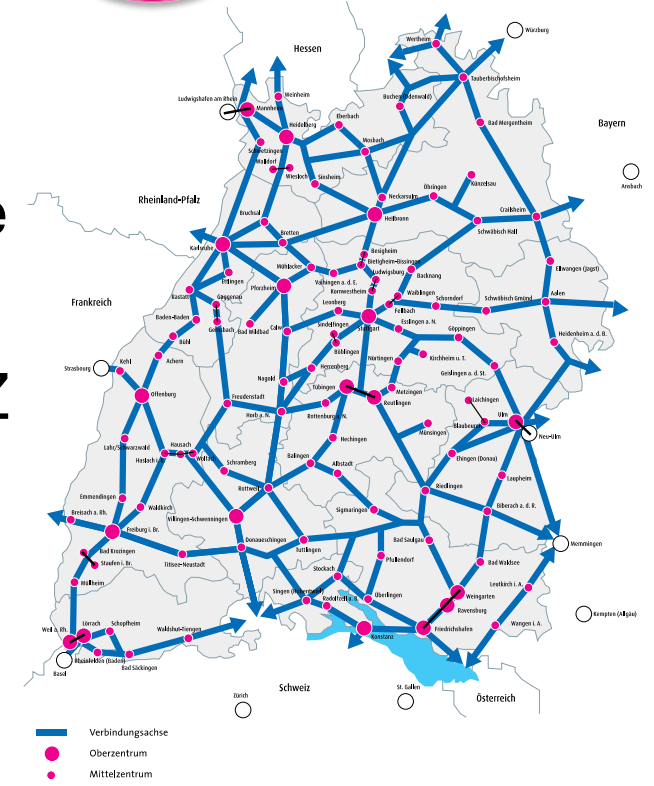 Würzburg
Wertheim
Hessen
Tauberbischofsheim
Weinheim
Buchen (Odenwald)
Ludwigshafen am Rhein
Mannheim
Eberbach
Bad Mergentheim
Bayern
Heidelberg
Mosbach
Schwetzingen
Walldorf
Wiesloch
Sinsheim
Ansbach
Künzelsau
Öhringen
Neckarsulm
Rheinland-Pfalz
Crailsheim
Bruchsal
Heilbronn
Schwäbisch Hall
Bretten
Karlsruhe
Besigheim
Bietigheim-Bissingen
Ellwangen (Jagst)
Mühlacker
Ludwigsburg
Backnang
Ettlingen
Vaihingen a. d. E.
Pforzheim
Kornwestheim
Rastatt
Waiblingen
Aalen
Gaggenau
Leonberg
Schorndorf
Schwäbisch Gmünd
Frankreich
Fellbach
Baden-Baden
Sindelfingen
Stuttgart
Esslingen a. N.
Gernsbach
Bad Wildbad
Calw
Göppingen
Heidenheim a. d. B.
Bühl
Böblingen
Achern
Kirchheim u. T.
Nürtingen
Kehl
Herrenberg
Geislingen a. d. St.
Strasbourg
Nagold
Tübingen
Metzingen
Offenburg
Freudenstadt
Reutlingen
Laichingen
Horb a. N.
Rottenburg a. N.
Ulm
Blaubeuren
Münsingen
Neu-Ulm
Lahr/Schwarzwald
Hausach
Hechingen
Haslach i. K.
Wolfach
Balingen
Ehingen (Donau)
Schramberg
Albstadt
Laupheim
Rottweil
Riedlingen
Emmendingen
Waldkirch
Sigmaringen
Biberach a. d. R.
Breisach a. Rh.
Villingen-Schwenningen
Freiburg i. Br.
Donaueschingen
Bad Saulgau
Memmingen
Bad Krozingen
Titisee-Neustadt
Tuttlingen
Pfullendorf
Staufen i. Br.
Bad Waldsee
Stockach
Müllheim
Leutkirch i. A.
Singen (Hohentwiel)
Radolfzell a. B.
Überlingen
Weingarten
Ravensburg
Kempten (Allgäu)
Lörrach
Schopfheim
Weil a. Rh.
Waldshut-Tiengen
Konstanz
Friedrichshafen
Wangen i. A.
Rheinfelden (Baden)
Bad Säckingen
Basel
Schweiz
St. Gallen
Zürich
Österreich
Verbindungsachse
Oberzentrum
Mittelzentrum